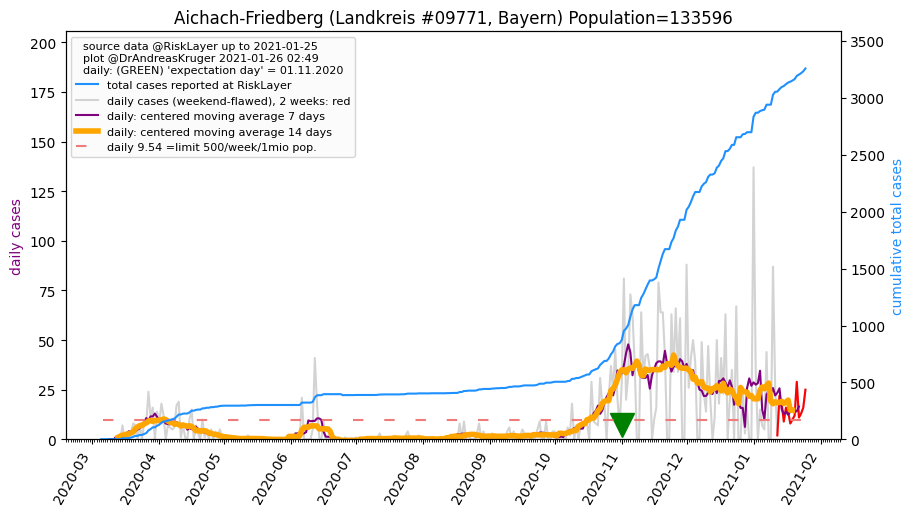 Aichach-Friedberg (Landkreis #09771, Bayern) Population=133596
source data @RiskLayer up to 2021-01-25
plot @DrAndreasKruger 2021-01-26 02:49
daily: (GREEN) 'expectation day' = 01.11.2020
total cases reported at RiskLayer
daily cases (weekend-flawed), 2 weeks: red
daily: centered moving average 7 days
daily: centered moving average 14 days
daily 9.54 =limit 500/week/1mio pop.
daily cases
200
175
150
125
100
75
50
25
0
cumulative total cases
3500
3000
2500
2000
1500
1000
500
0
2020-03
2020-04
2020-05
2020-06
2020-07
2020-08
2020-09
2020-10
2020-11
2020-12
2021-01
2021-02